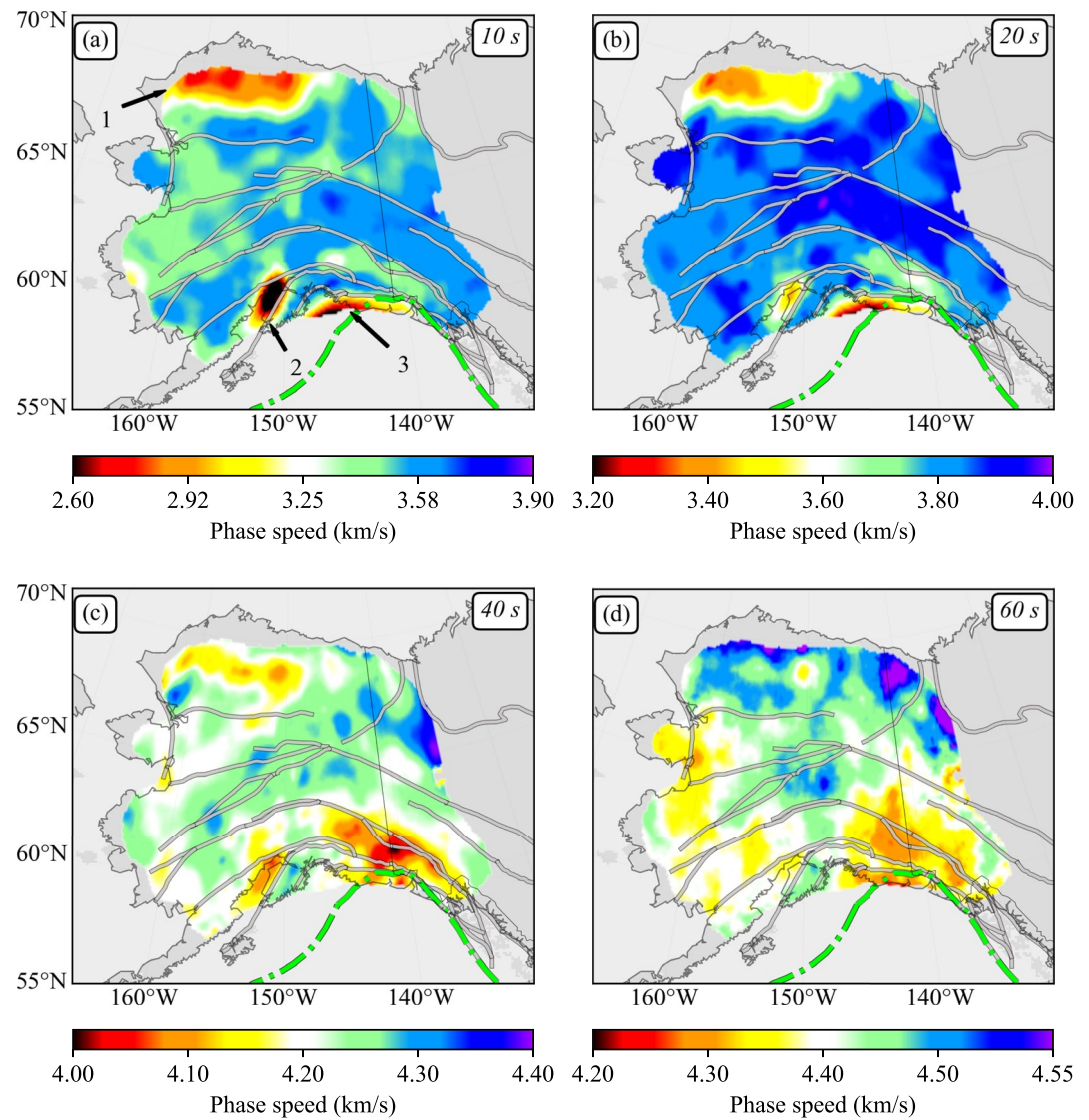 70°N (a) 10 s (b) 20 s
1
65°N
60°N
2 3
55°N
160°W 150°W 140°W 160°W 150°W 140°W
2.60 2.92 3.25 3.58 3.90 3.20 3.40 3.60 3.80 4.00
Phase speed (km/s) Phase speed (km/s)
70°N (c) 40 s (d) 60 s
65°N
60°N
55°N
160°W 150°W 140°W 160°W 150°W 140°W
4.00 4.10 4.20 4.30 4.40 4.20 4.30 4.40 4.50 4.55
Phase speed (km/s) Phase speed (km/s)